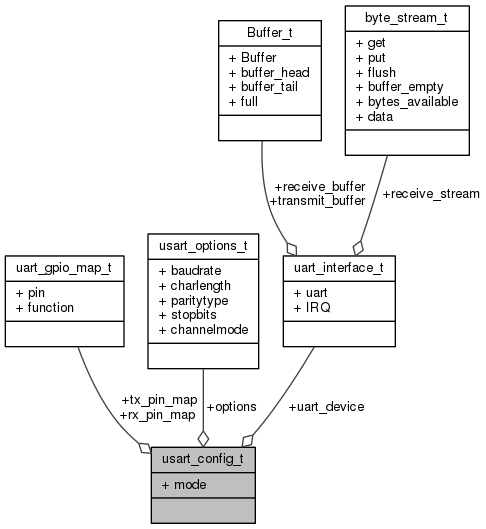 Buffer_t
+ Buffer
+ buffer_head
+ buffer_tail
+ full
byte_stream_t
+ get
+ put
+ flush
+ buffer_empty
+ bytes_available
+ data
+receive_buffer
+transmit_buffer
+receive_stream
uart_gpio_map_t
+ pin
+ function
usart_options_t
+ baudrate
+ charlength
+ paritytype
+ stopbits
+ channelmode
uart_interface_t
+ uart
+ IRQ
+tx_pin_map
+rx_pin_map
+options
+uart_device
usart_config_t
+ mode